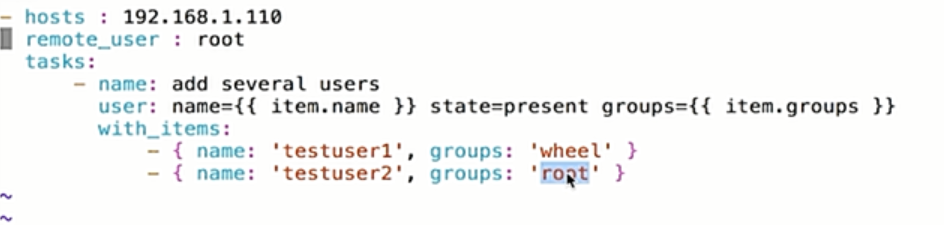 - hosts : 192.168.1.110
  remote_user : root
  tasks:
      - name: add several users
        user: name={{ item.name }} state=present groups={{ item.groups }}
        with_items:
            - { name: 'testuser1', groups: 'wheel' }
            - { name: 'testuser2', groups: 'root' }
~
~